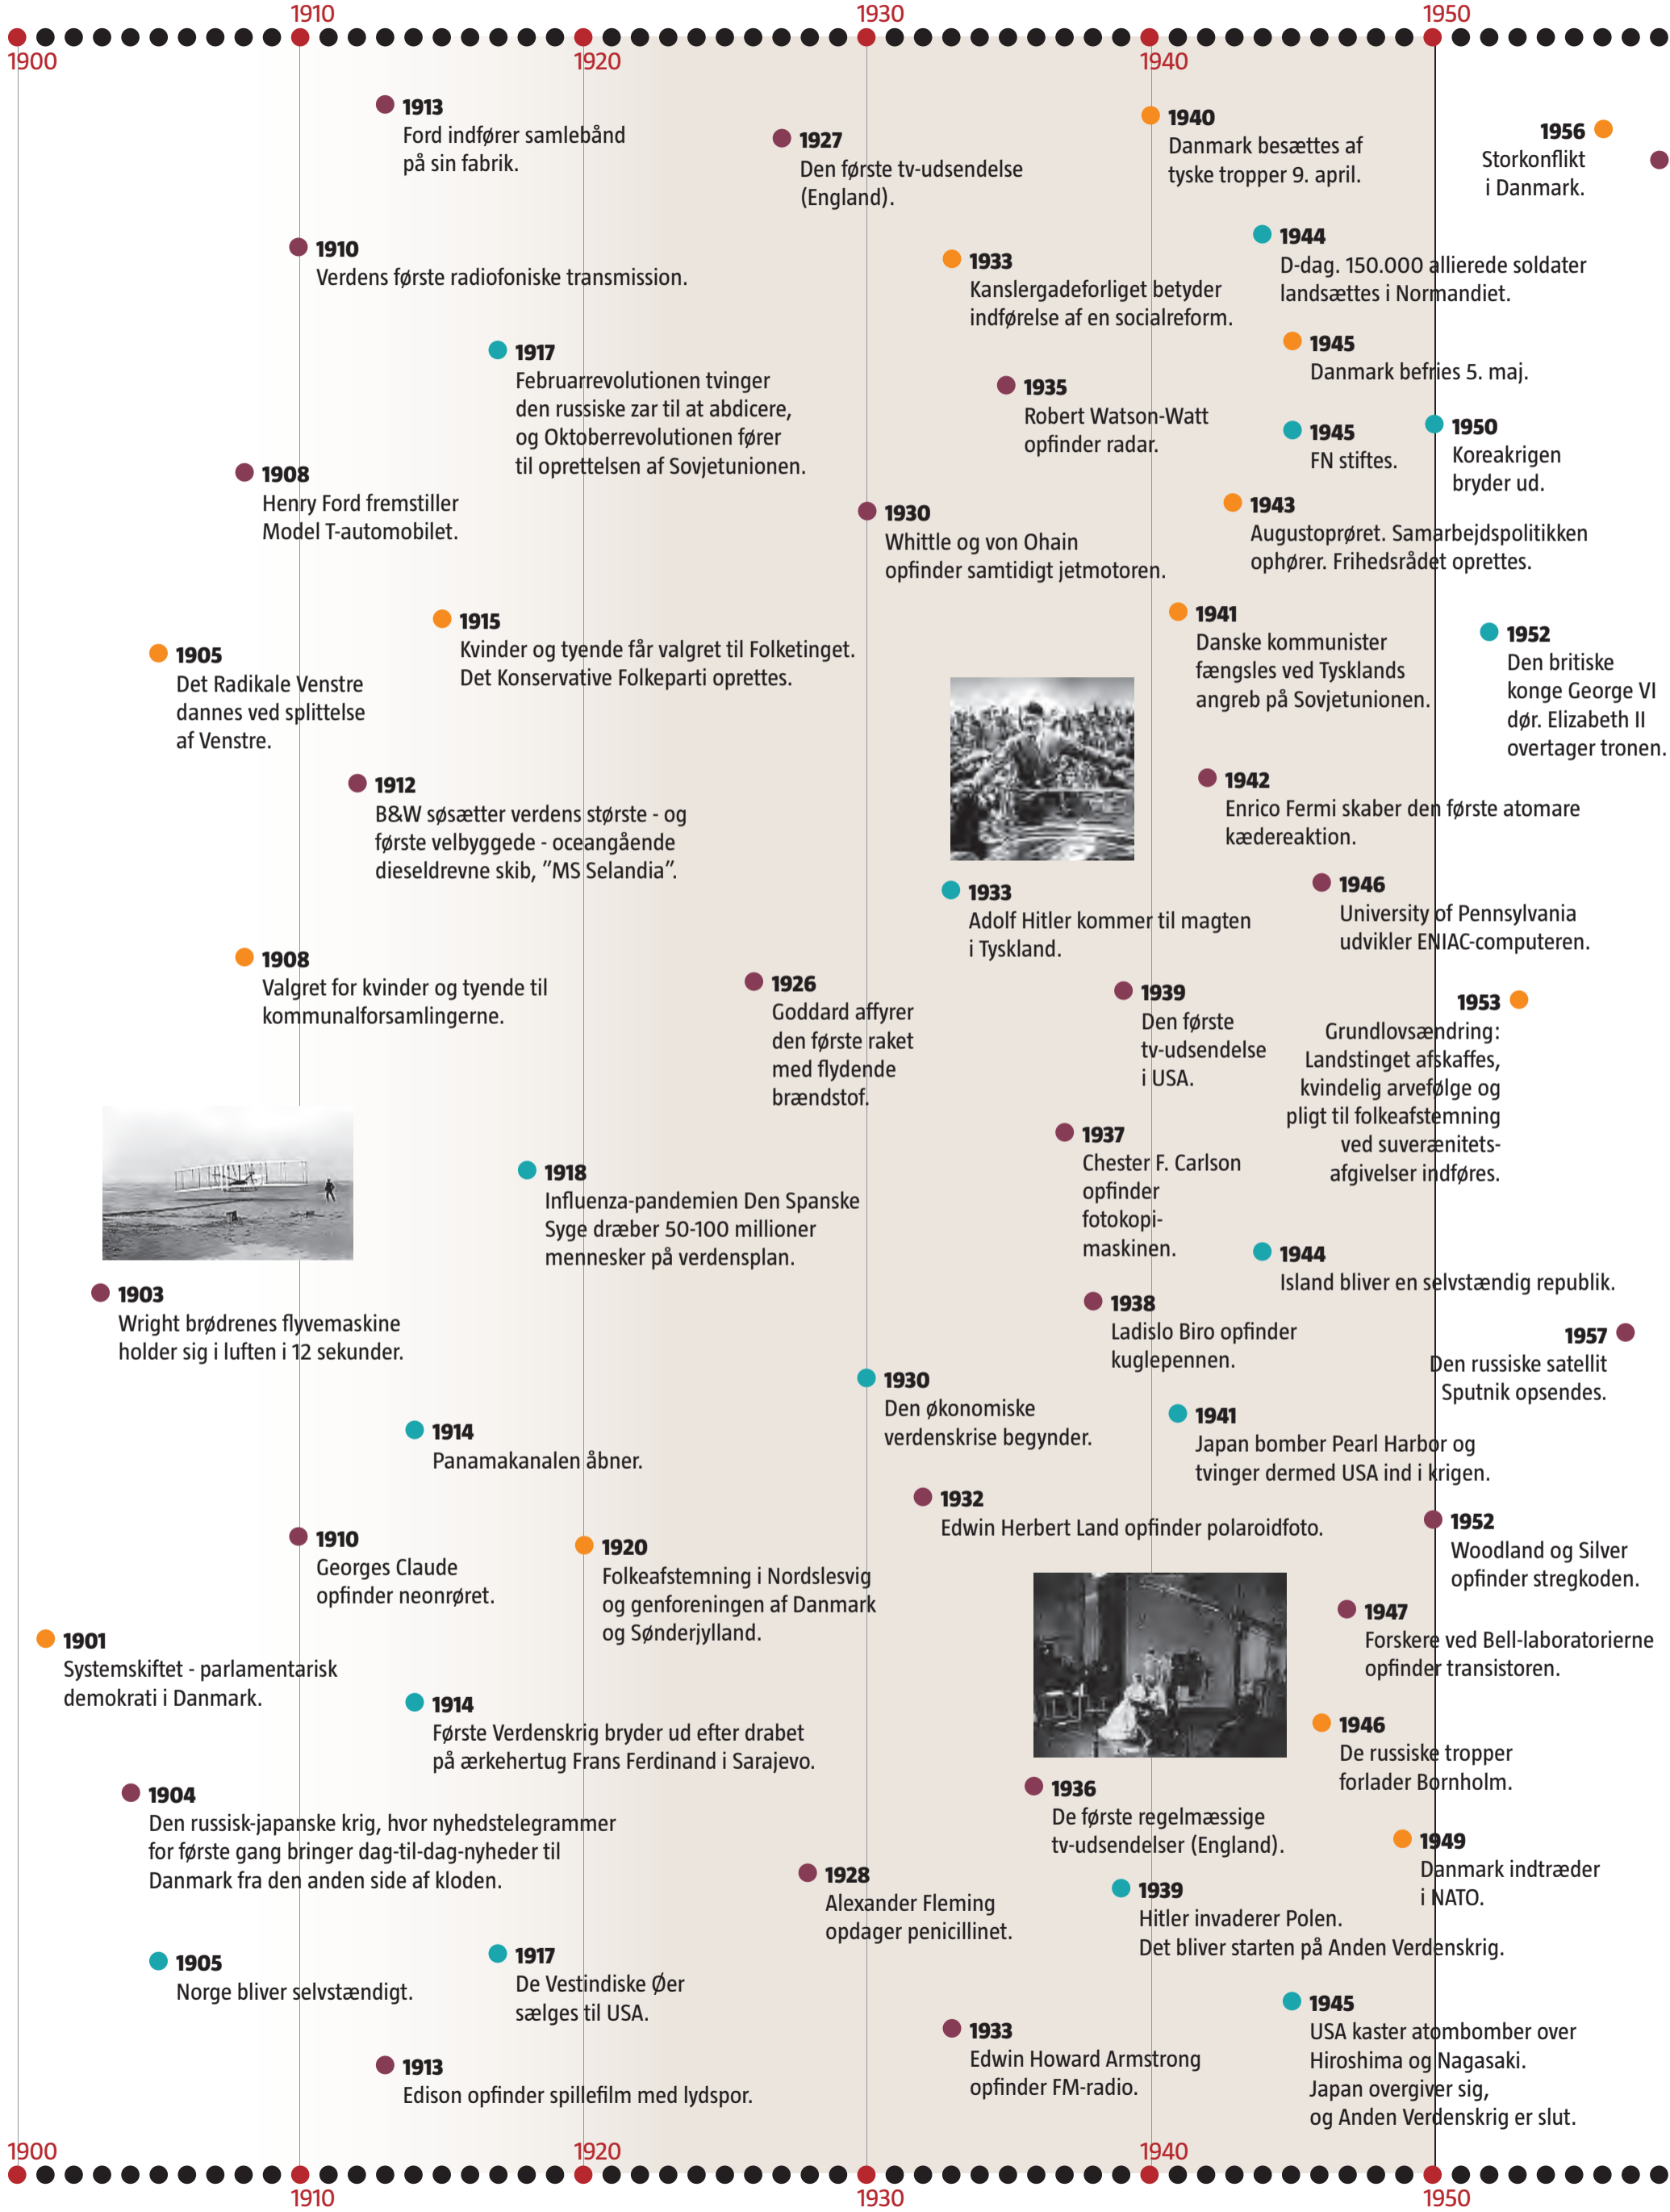 1910
1930
1950
1900
1920
1940
1913
Ford indfører samlebånd
på sin fabrik.
1927
Den første tv-udsendelse
(England).
1940
Danmark besættes af
tyske tropper 9. april.
1956
Storkonflikt
i Danmark.
1910
Verdens første radiofoniske transmission.
1933
Kanslergadeforliget betyder
indførelse af en socialreform.
1944
D-dag. 150.000 allierede soldater
landsættes i Normandiet.
1917
Februarrevolutionen tvinger
den russiske zar til at abdicere,
og Oktoberrevolutionen fører
til oprettelsen af Sovjetunionen.
1935
Robert Watson-Watt
opfinder radar.
1945
Danmark befries 5. maj.
1945
FN stiftes.
1950
Koreakrigen
bryder ud.
1908
Henry Ford fremstiller
Model T-automobilet.
1930
Whittle og von Ohain
opfinder samtidigt jetmotoren.
1943
Augustoprøret. Samarbejdspolitikken
ophører. Frihedsrådet oprettes.
1905
Det Radikale Venstre
dannes ved splittelse
af Venstre.
1915
Kvinder og tyende får valgret til Folketinget.
Det Konservative Folkeparti oprettes.
1941
Danske kommunister
fængsles ved Tysklands
angreb på Sovjetunionen.
1952
Den britiske
konge George VI
dør. Elizabeth II
overtager tronen.
1912
B&W søsætter verdens største - og
første velbyggede - oceangående
dieseldrevne skib, ”MS Selandia”.
1942
Enrico Fermi skaber den første atomare
kædereaktion.
1933
Adolf Hitler kommer til magten
i Tyskland.
1946
University of Pennsylvania
udvikler ENIAC-computeren.
1908
Valgret for kvinder og tyende til
kommunalforsamlingerne.
1926
Goddard affyrer
den første raket
med flydende
brændstof.
1939
Den første
tv-udsendelse
i USA.
1953
Grundlovsændring:
Landstinget afskaffes,
kvindelig arvefølge og
pligt til folkeafstemning
ved suverænitets-
afgivelser indføres.
1918
Influenza-pandemien Den Spanske
Syge dræber 50-100 millioner
mennesker på verdensplan.
1937
Chester F. Carlson
opfinder
fotokopi-
maskinen.
1944
Island bliver en selvstændig republik.
1903
Wright brødrenes flyvemaskine
holder sig i luften i 12 sekunder.
1938
Ladislo Biro opfinder
kuglepennen.
1957
Den russiske satellit
Sputnik opsendes.
1930
Den økonomiske
verdenskrise begynder.
1914
Panamakanalen åbner.
1941
Japan bomber Pearl Harbor og
tvinger dermed USA ind i krigen.
1932
Edwin Herbert Land opfinder polaroidfoto.
1910
Georges Claude
opfinder neonrøret.
1920
Folkeafstemning i Nordslesvig
og genforeningen af Danmark
og Sønderjylland.
1952
Woodland og Silver
opfinder stregkoden.
1947
Forskere ved Bell-laboratorierne
opfinder transistoren.
1901
Systemskiftet - parlamentarisk
demokrati i Danmark.
1914
Første Verdenskrig bryder ud efter drabet
på ærkehertug Frans Ferdinand i Sarajevo.
1946
De russiske tropper
forlader Bornholm.
1904
Den russisk-japanske krig, hvor nyhedstelegrammer
for første gang bringer dag-til-dag-nyheder til
Danmark fra den anden side af kloden.
1936
De første regelmæssige
tv-udsendelser (England).
1949
Danmark indtræder
i NATO.
1928
Alexander Fleming
opdager penicillinet.
1939
Hitler invaderer Polen.
Det bliver starten på Anden Verdenskrig.
1905
Norge bliver selvstændigt.
1917
De Vestindiske Øer
sælges til USA.
1945
USA kaster atombomber over
Hiroshima og Nagasaki.
Japan overgiver sig,
og Anden Verdenskrig er slut.
1933
Edwin Howard Armstrong
opfinder FM-radio.
1913
Edison opfinder spillefilm med lydspor.
1900
1920
1940
1910
1930
1950